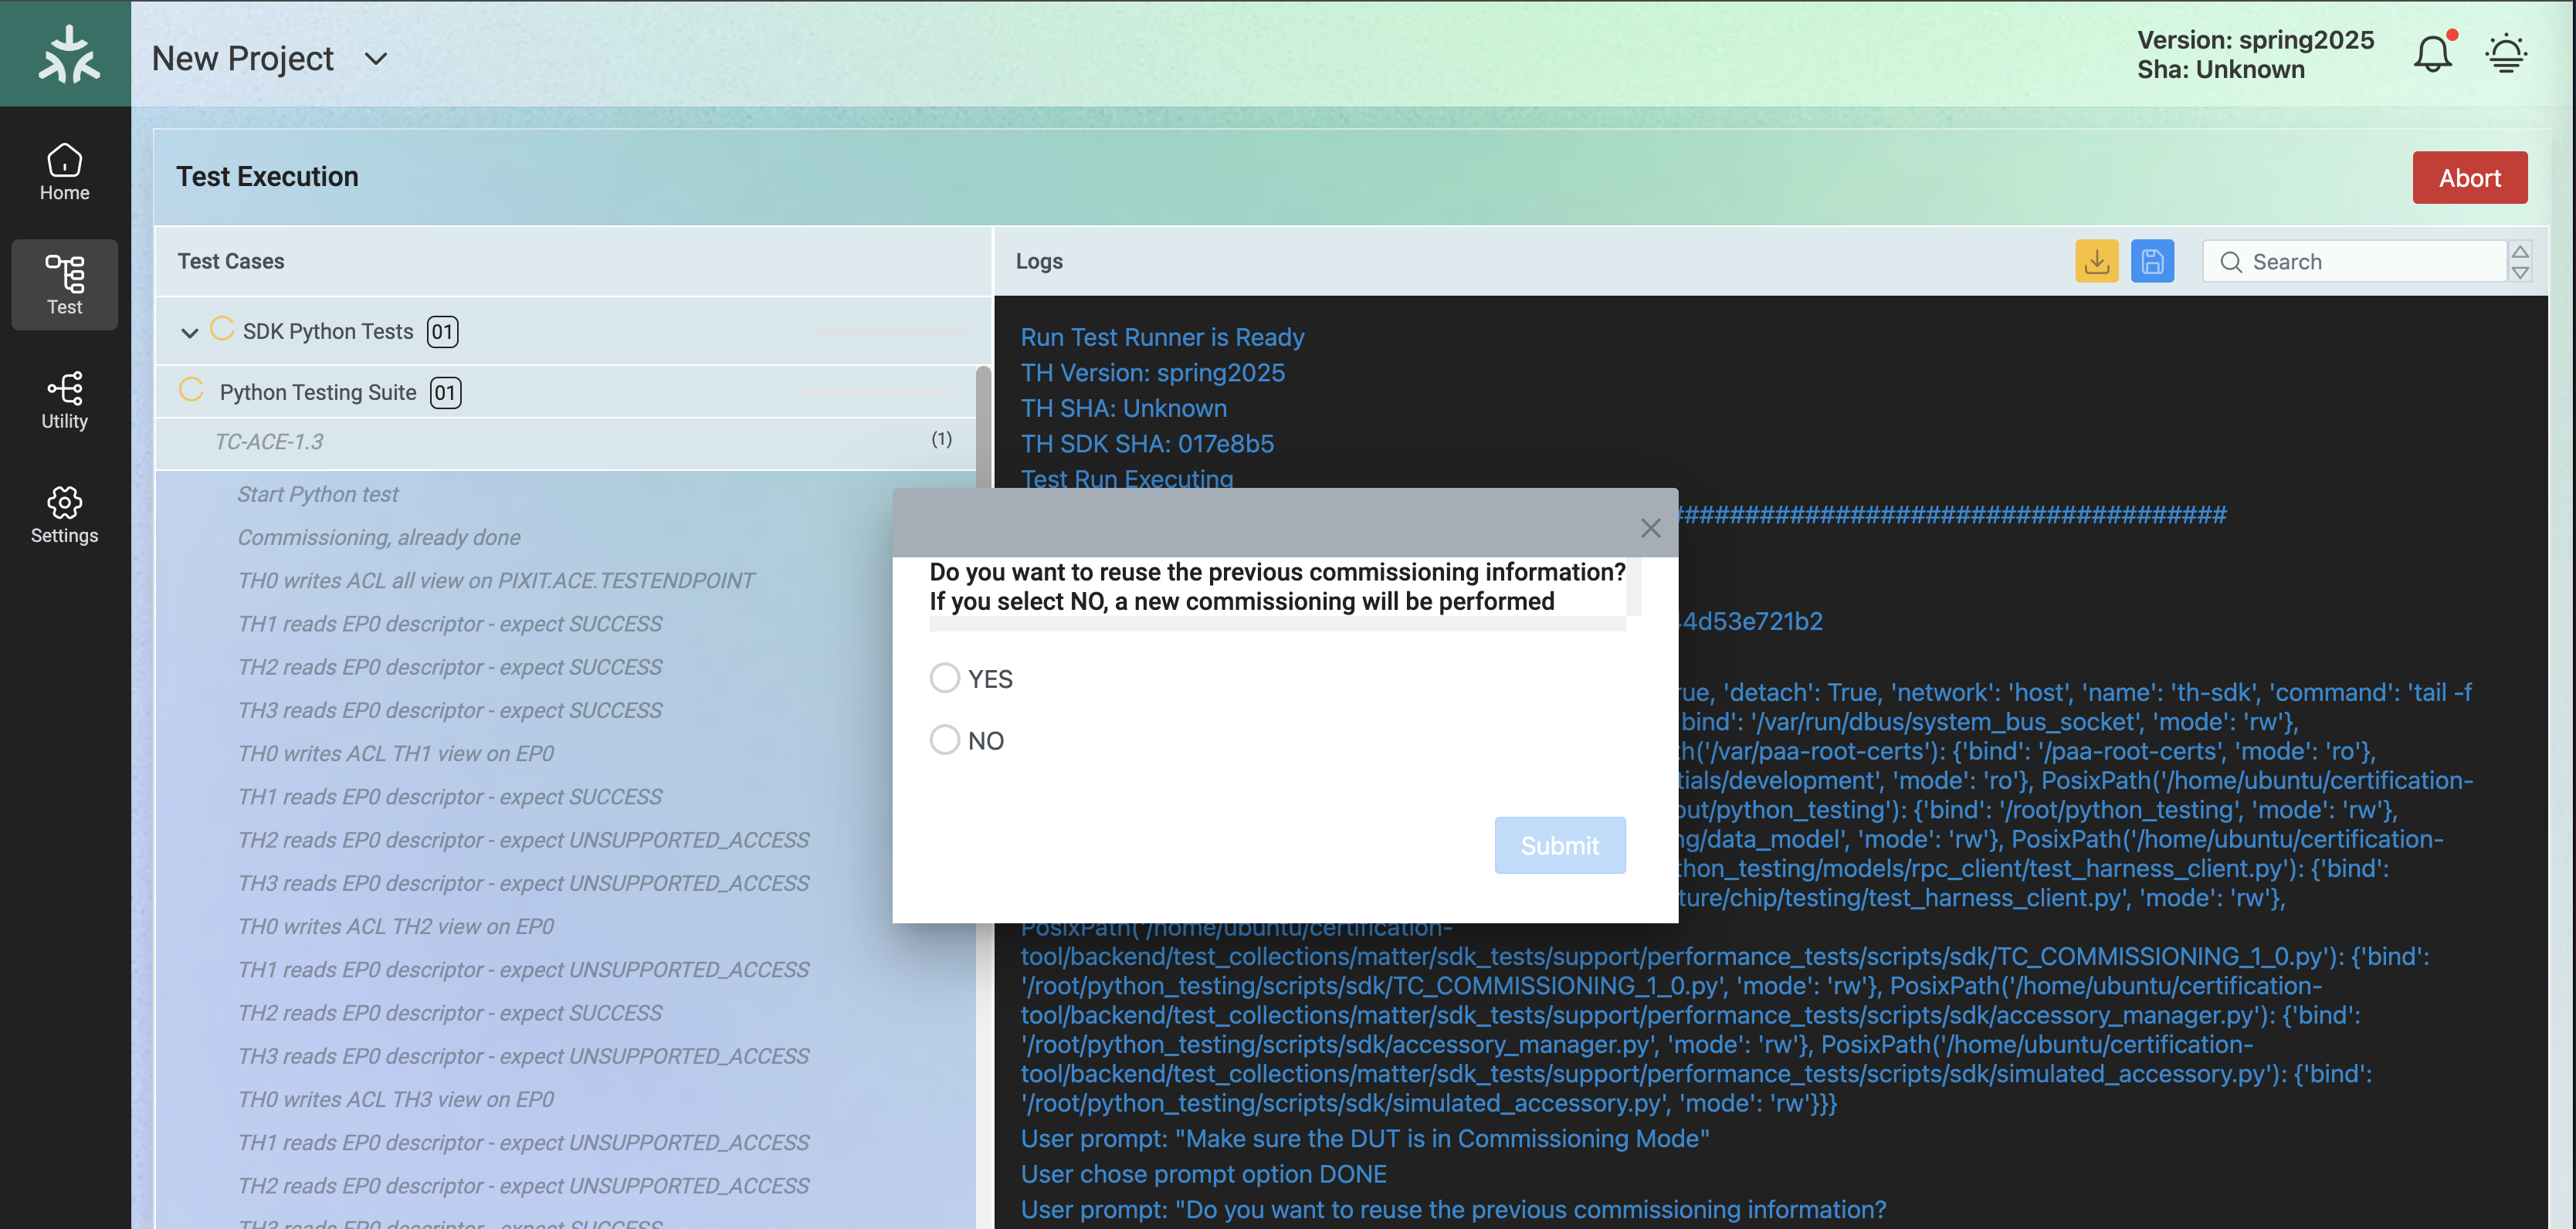 New Project
Version: spring2025
Sha: Unknown
Home
Test
Utility
Settings
Test Execution
Abort
Test Cases
SDK Python Tests 01
Python Testing Suite 01
TC-ACE-1.3 (1)
Start Python test
Commissioning, already done
TH0 writes ACL all view on PIXIT.ACE.TESTENDPOINT
TH1 reads EP0 descriptor - expect SUCCESS
TH2 reads EP0 descriptor - expect SUCCESS
TH3 reads EP0 descriptor - expect SUCCESS
TH0 writes ACL TH1 view on EP0
TH1 reads EP0 descriptor - expect SUCCESS
TH2 reads EP0 descriptor - expect UNSUPPORTED_ACCESS
TH3 reads EP0 descriptor - expect UNSUPPORTED_ACCESS
TH0 writes ACL TH2 view on EP0
TH1 reads EP0 descriptor - expect UNSUPPORTED_ACCESS
TH2 reads EP0 descriptor - expect SUCCESS
TH3 reads EP0 descriptor - expect UNSUPPORTED_ACCESS
TH0 writes ACL TH3 view on EP0
TH1 reads EP0 descriptor - expect UNSUPPORTED_ACCESS
TH2 reads EP0 descriptor - expect UNSUPPORTED_ACCESS
TH3 reads EP0 descriptor - expect SUCCESS
Logs
Search
Run Test Runner is Ready
TH Version: spring2025
TH SHA: Unknown
TH SDK SHA: 017e8b5
Test Run Executing
#####################################
4d53e721b2
rue, 'detach': True, 'network': 'host', 'name': 'th-sdk', 'command': 'tail -f
'bind': '/var/run/dbus/system_bus_socket', 'mode': 'rw'},
th('/var/paa-root-certs'): {'bind': '/paa-root-certs', 'mode': 'ro'},
tials/development', 'mode': 'ro'}, PosixPath('/home/ubuntu/certification-
out/python_testing'): {'bind': '/root/python_testing', 'mode': 'rw'},
ng/data_model', 'mode': 'rw'}, PosixPath('/home/ubuntu/certification-
thon_testing/models/rpc_client/test_harness_client.py'): {'bind':
ture/chip/testing/test_harness_client.py', 'mode': 'rw'},
PosixPath('/home/ubuntu/certification-
tool/backend/test_collections/matter/sdk_tests/support/performance_tests/scripts/sdk/TC_COMMISSIONING_1_0.py'): {'bind':
'/root/python_testing/scripts/sdk/TC_COMMISSIONING_1_0.py', 'mode': 'rw'}, PosixPath('/home/ubuntu/certification-
tool/backend/test_collections/matter/sdk_tests/support/performance_tests/scripts/sdk/accessory_manager.py'): {'bind':
'/root/python_testing/scripts/sdk/accessory_manager.py', 'mode': 'rw'}, PosixPath('/home/ubuntu/certification-
tool/backend/test_collections/matter/sdk_tests/support/performance_tests/scripts/sdk/simulated_accessory.py'): {'bind':
'/root/python_testing/scripts/sdk/simulated_accessory.py', 'mode': 'rw'}}}
User prompt: "Make sure the DUT is in Commissioning Mode"
User chose prompt option DONE
User prompt: "Do you want to reuse the previous commissioning information?
Do you want to reuse the previous commissioning information?
If you select NO, a new commissioning will be performed
YES
NO
Submit